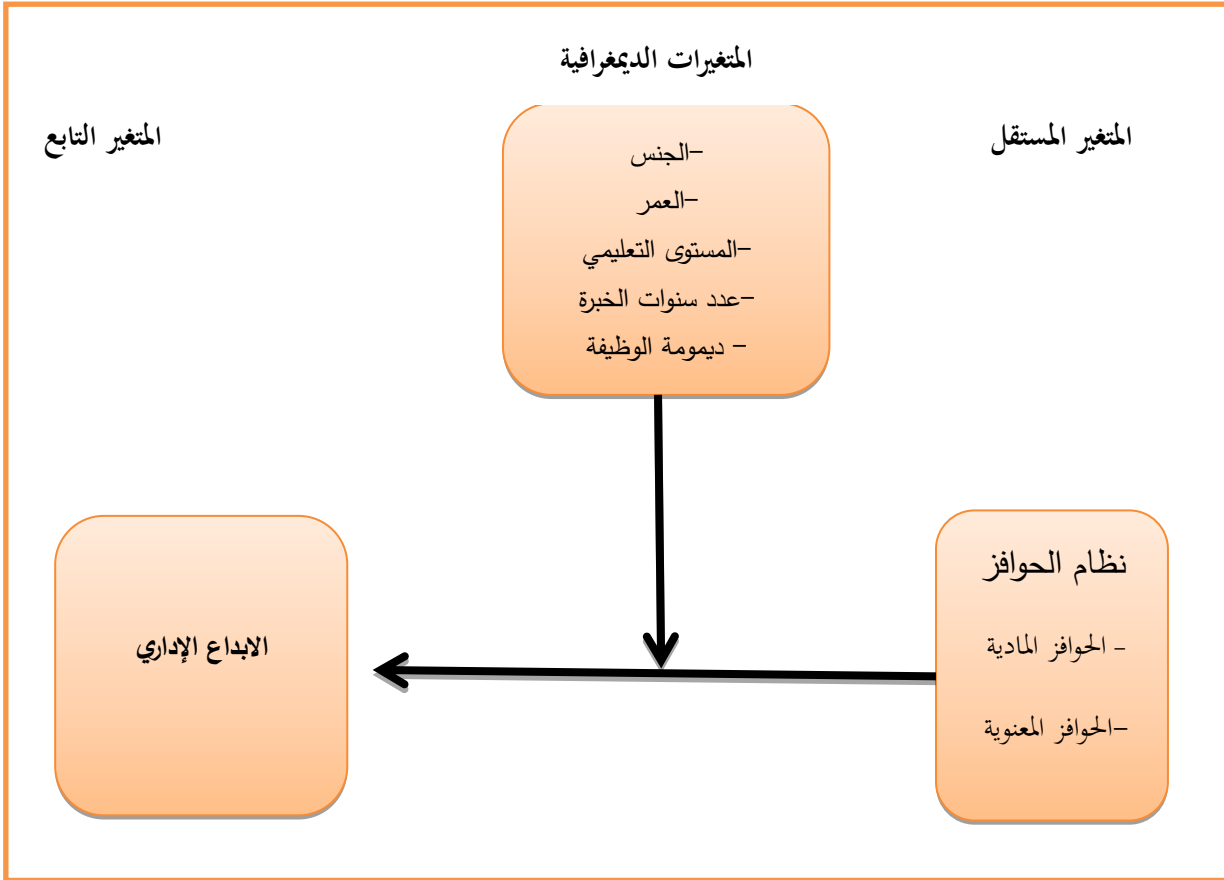 المتغيرات الديمغرافية
المتغير المستقل
المتغير التابع
-الجنس
-العمر
-المستوى التعليمي
-عدد سنوات الخبرة
- ديمومة الوظيفة
نظام الحوافز
- الحوافز المادية
-الحوافز المعنوية
الابداع الإداري